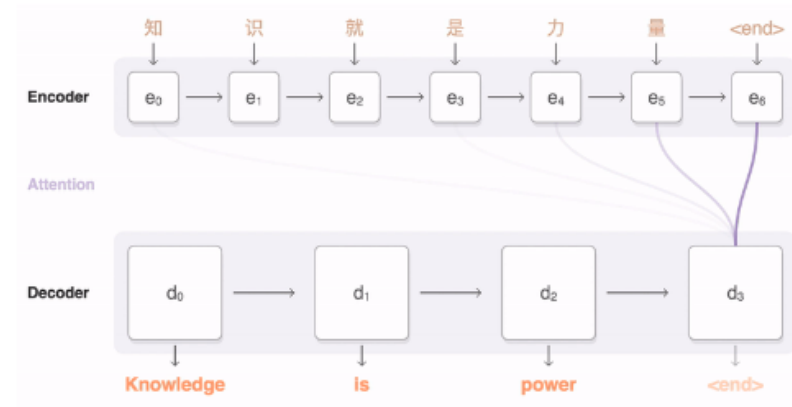 知 识 就 是 力 量 <end>
Encoder e₀ e₁ e₂ e₃ e₄ e₅ e₆
Attention
Decoder d₀ d₁ d₂ d₃
Knowledge is power <end>